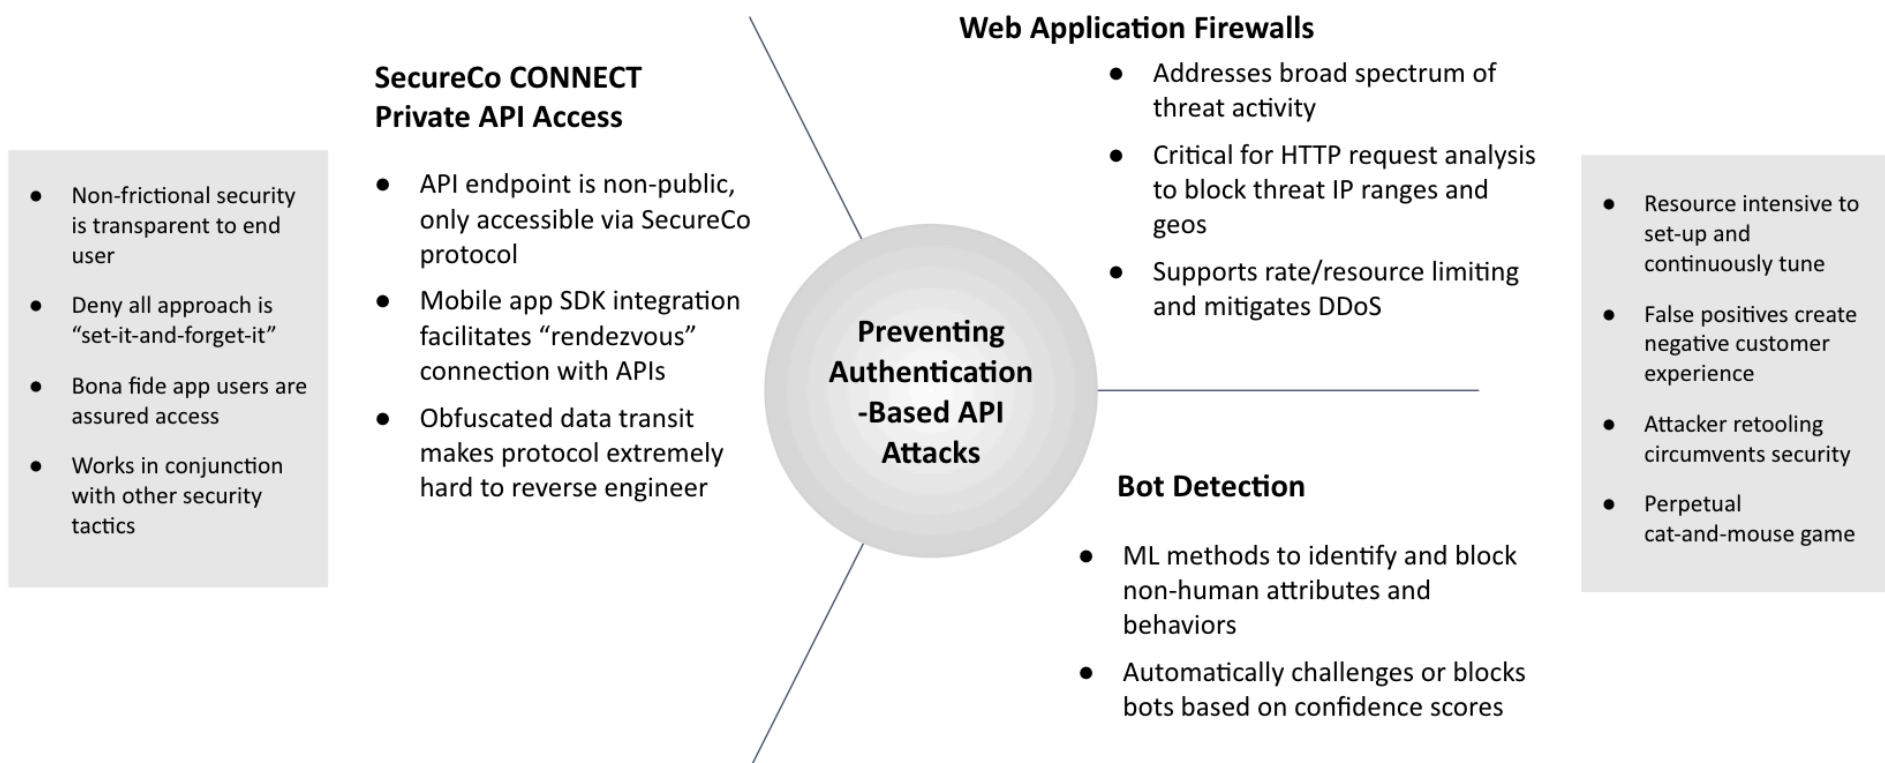 SecureCo CONNECT
Private API Access
● API endpoint is non-public,
only accessible via SecureCo
protocol
● Mobile app SDK integration
facilitates “rendezvous”
connection with APIs
● Obfuscated data transit
makes protocol extremely
hard to reverse engineer
● Non-frictional security
is transparent to end
user
● Deny all approach is
“set-it-and-forget-it”
● Bona fide app users are
assured access
● Works in conjunction
with other security
tactics
Preventing
Authentication
-Based API
Attacks
Web Application Firewalls
● Addresses broad spectrum of
threat activity
● Critical for HTTP request analysis
to block threat IP ranges and
geos
● Supports rate/resource limiting
and mitigates DDoS
Bot Detection
● ML methods to identify and block
non-human attributes and
behaviors
● Automatically challenges or blocks
bots based on confidence scores
● Resource intensive to
set-up and
continuously tune
● False positives create
negative customer
experience
● Attacker retooling
circumvents security
● Perpetual
cat-and-mouse game